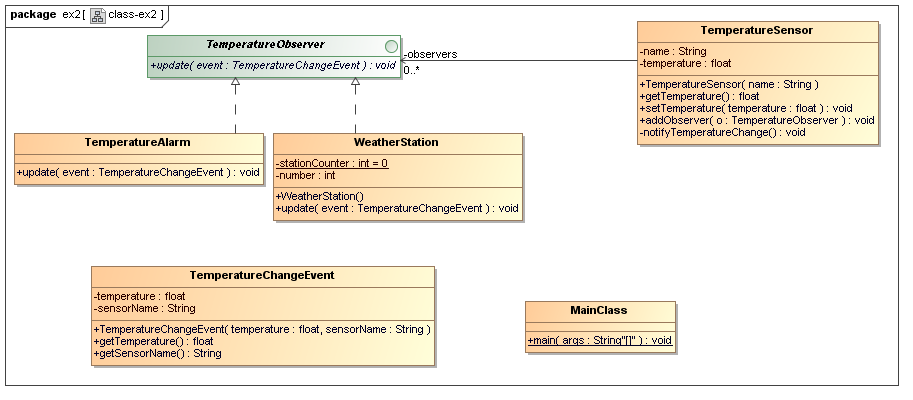 package ex2[ class-ex2 ]
TemperatureObserver
+update( event : TemperatureChangeEvent ) : void
-observers
0..*
TemperatureSensor
-name : String
-temperature : float
+TemperatureSensor( name : String )
+getTemperature() : float
+setTemperature( temperature : float ) : void
+addObserver( o : TemperatureObserver ) : void
-notifyTemperatureChange() : void
TemperatureAlarm
+update( event : TemperatureChangeEvent ) : void
WeatherStation
-stationCounter : int = 0
-number : int
+WeatherStation()
+update( event : TemperatureChangeEvent ) : void
TemperatureChangeEvent
-temperature : float
-sensorName : String
+TemperatureChangeEvent( temperature : float, sensorName : String )
+getTemperature() : float
+getSensorName() : String
MainClass
+main( args : String"[]" ) : void